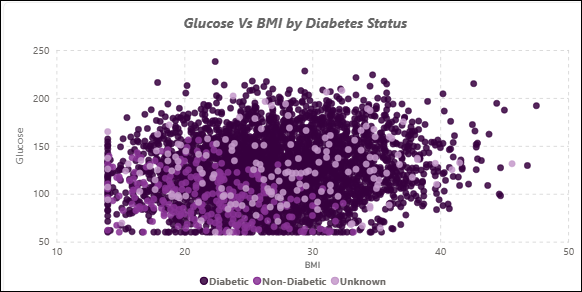 Glucose Vs BMI by Diabetes Status
250
200
150
100
50
Glucose
10
20
30
40
50
BMI
Diabetic Non-Diabetic Unknown